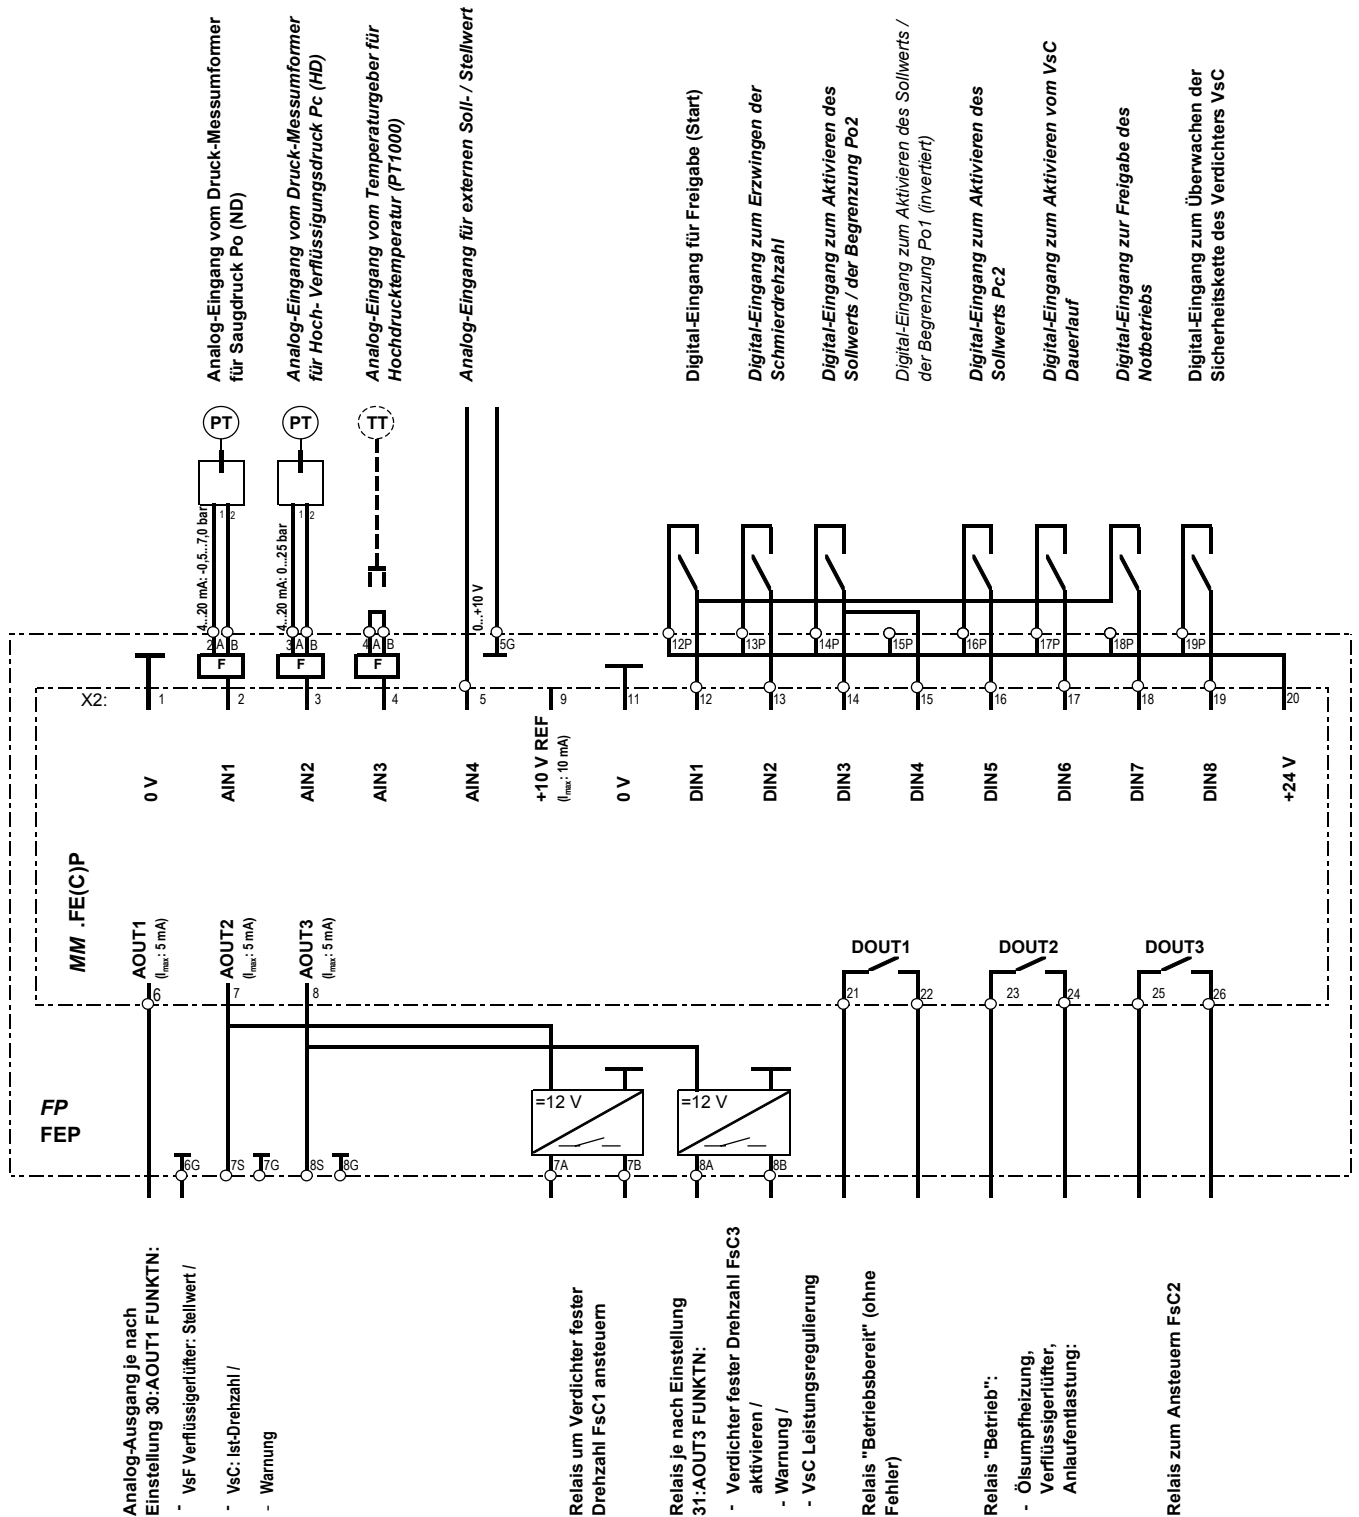 Analog-Eingang vom Druck-Messumformer
für Saugdruck Po (ND)
Analog-Eingang vom Druck-Messumformer
für Hoch- Verflüssigungsdruck Pc (HD)
Analog-Eingang vom Temperaturgeber für
Hochdrucktemperatur (PT1000)
Analog-Eingang für externen Soll- / Stellwert
Digital-Eingang für Freigabe (Start)
Digital-Eingang zum Erzwingen der
Schmierdrehzahl
Digital-Eingang zum Aktivieren des
Sollwerts / der Begrenzung Po2
Digital-Eingang zum Aktivieren des Sollwerts /
der Begrenzung Po1 (invertiert)
Digital-Eingang zum Aktivieren des
Sollwerts Pc2
Digital-Eingang zum Aktivieren vom VsC
Dauerlauf
Digital-Eingang zur Freigabe des
Notbetriebs
Digital-Eingang zum Überwachen der
Sicherheitskette des Verdichters VsC
PT
PT
TT
1
2
1
2
4...20 mA: -0,5...7,0 bar
4...20 mA: 0...25 bar
0...+10 V
2
A
B
3
A
B
4
A
B
5G
12P
13P
14P
15P
16P
17P
18P
19P
F
F
F
X2:
1
2
3
4
5
9
11
12
13
14
15
16
17
18
19
20
0 V
AIN1
AIN2
AIN3
AIN4
+10 V REF
(Imax: 10 mA)
0 V
DIN1
DIN2
DIN3
DIN4
DIN5
DIN6
DIN7
DIN8
+24 V
MM .FE(C)P
AOUT1
(Imax: 5 mA)
AOUT2
(Imax: 5 mA)
AOUT3
(Imax: 5 mA)
DOUT1
DOUT2
DOUT3
6
7
8
21
22
23
24
25
26
FP
FEP
=12 V
=12 V
6G
7S
7G
8S
8G
7A
7B
8A
8B
Analog-Ausgang je nach
Einstellung 30:AOUT1 FUNKTN:
- VsF Verflüssigerlüfter: Stellwert /
- VsC: Ist-Drehzahl /
- Warnung
Relais um Verdichter fester
Drehzahl FsC1 ansteuern
Relais je nach Einstellung
31:AOUT3 FUNKTN:
- Verdichter fester Drehzahl FsC3
aktivieren /
- Warnung /
- VsC Leistungsregulierung
Relais "Betriebsbereit" (ohne
Fehler)
Relais "Betrieb":
- Ölsumpfheizung,
Verflüssigerlüfter,
Anlaufentlastung:
Relais zum Ansteuern FsC2